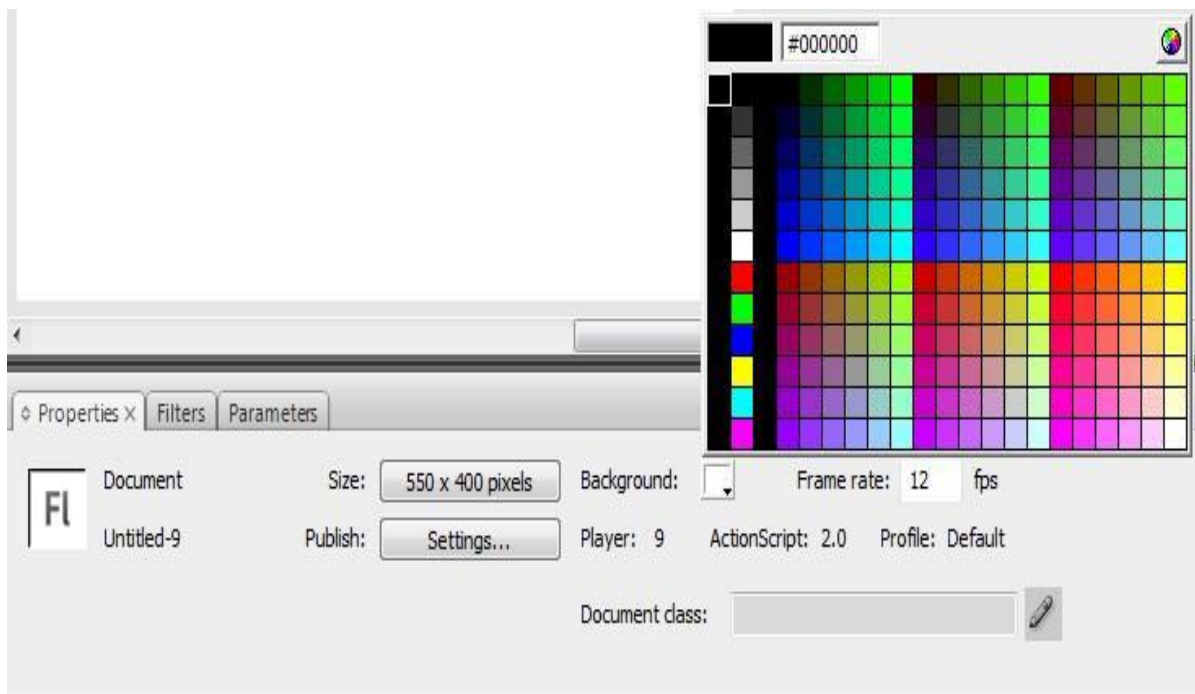 #000000
Properties × Filters Parameters
Fl
Document Size: 550 x 400 pixels Background: Frame rate: 12 fps
Untitled-9 Publish: Settings... Player: 9 ActionScript: 2.0 Profile: Default
Document class: